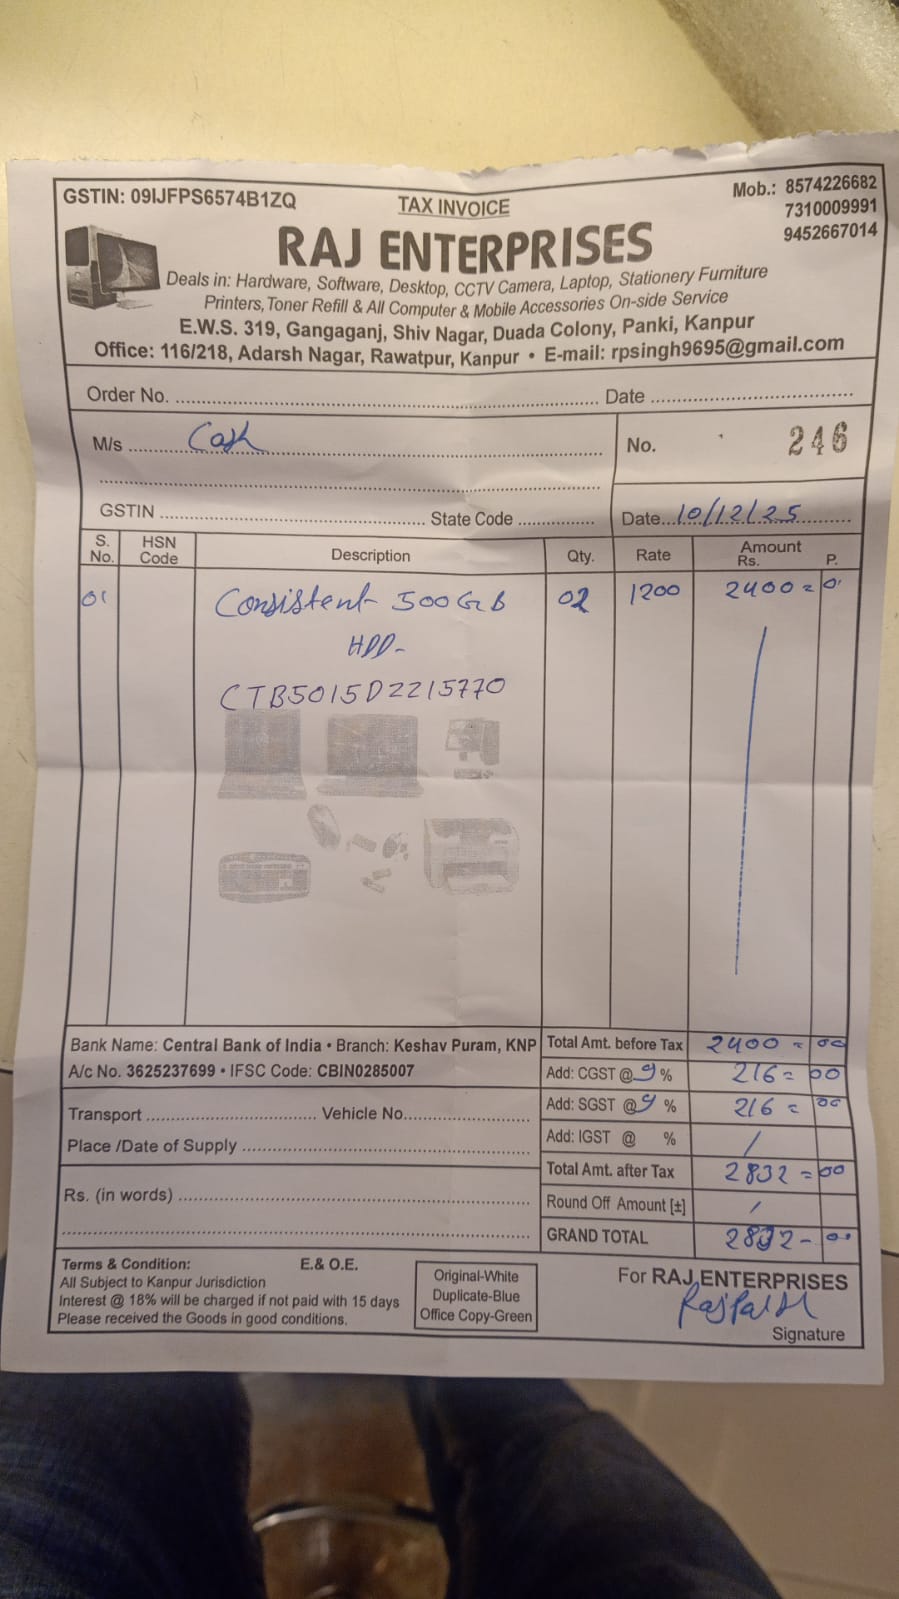 GSTIN: 09IJFPS6574B1ZQ
TAX INVOICE
Mob.: 8574226682
7310009991
9452667014
RAJ ENTERPRISES
Deals in: Hardware, Software, Desktop, CCTV Camera, Laptop, Stationery Furniture
Printers, Toner Refill & All Computer & Mobile Accessories On-side Service
E.W.S. 319, Gangaganj, Shiv Nagar, Duada Colony, Panki, Kanpur
Office: 116/218, Adarsh Nagar, Rawatpur, Kanpur • E-mail: rpsingh9695@gmail.com
Order No. Date
M/s Cash
No. 246
GSTIN State Code
Date 10/12/25
S. No. HSN Code Description Qty. Rate Amount Rs. P.
01 Consistent 500GB 02 1200 2400=0
HDD-
CTB5015D2215770
Bank Name: Central Bank of India • Branch: Keshav Puram, KNP
A/c No. 3625237699 • IFSC Code: CBIN0285007
Transport Vehicle No.
Place /Date of Supply
Rs. (in words)
Total Amt. before Tax 2400=00
Add: CGST @ 9 % 216=00
Add: SGST @ 9 % 216=00
Add: IGST @ %
Total Amt. after Tax 2832=00
Round Off Amount [±]
GRAND TOTAL 2832-00
Terms & Condition: E.& O.E.
All Subject to Kanpur Jurisdiction
Interest @ 18% will be charged if not paid with 15 days
Please received the Goods in good conditions.
Original-White
Duplicate-Blue
Office Copy-Green
For RAJ ENTERPRISES
Signature